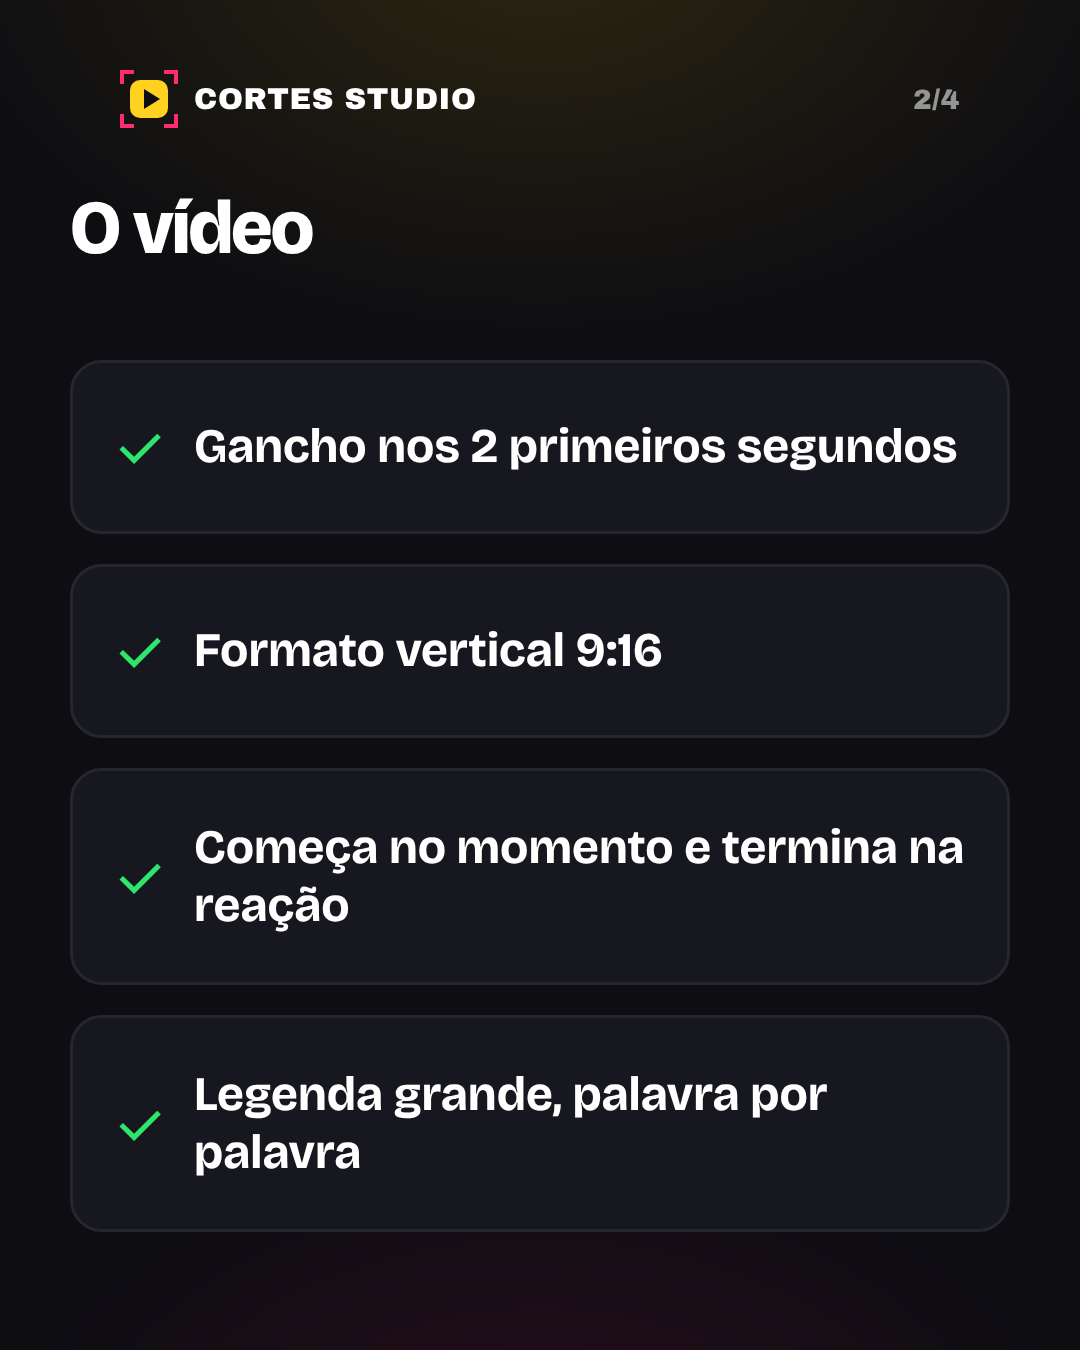 CORTES STUDIO
2/4
O vídeo
Gancho nos 2 primeiros segundos
Formato vertical 9:16
Começa no momento e termina na
reação
Legenda grande, palavra por
palavra